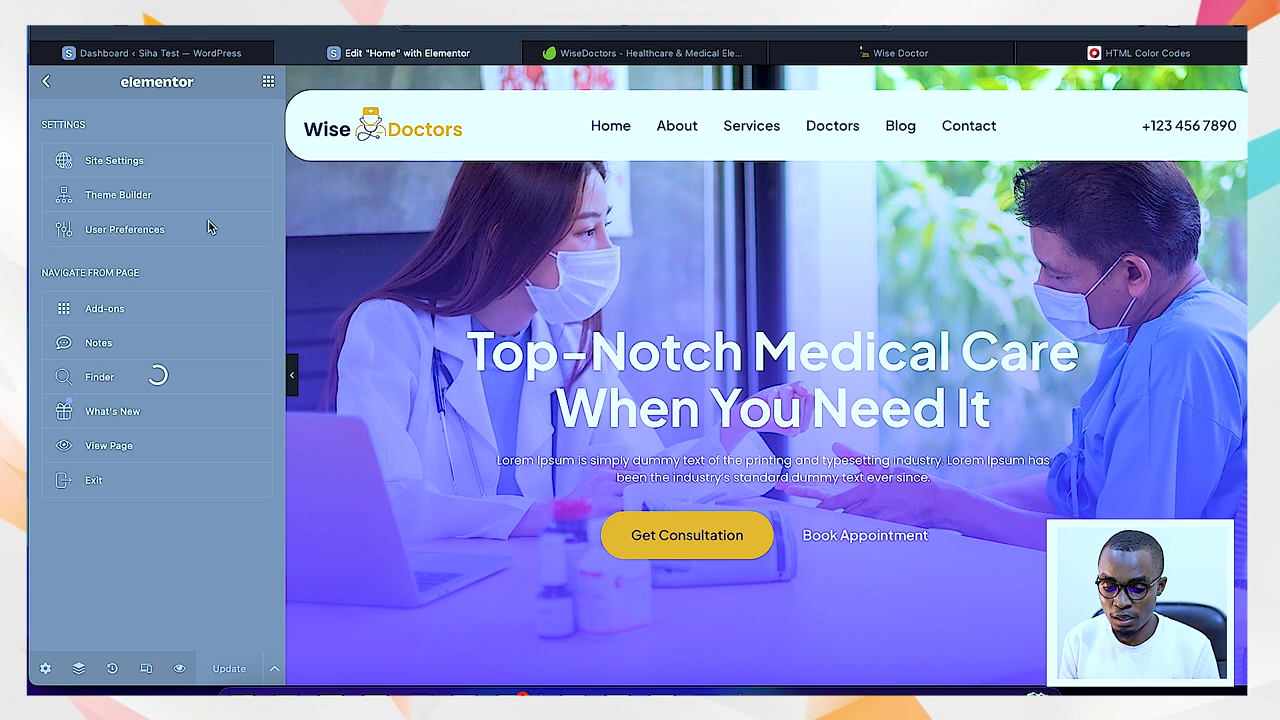 Dashboard ‹ Siha Test — WordPress
Edit "Home" with Elementor
WiseDoctors - Healthcare & Medical Ele...
Wise Doctor
HTML Color Codes
elementor
SETTINGS
Site Settings
Theme Builder
User Preferences
NAVIGATE FROM PAGE
Add-ons
Notes
Finder
What's New
View Page
Exit
Update
Wise Doctors
Home About Services Doctors Blog Contact
+123 456 7890
Top-Notch Medical Care
When You Need It
Lorem Ipsum is simply dummy text of the printing and typesetting industry. Lorem Ipsum has
been the industry's standard dummy text ever since.
Get Consultation
Book Appointment